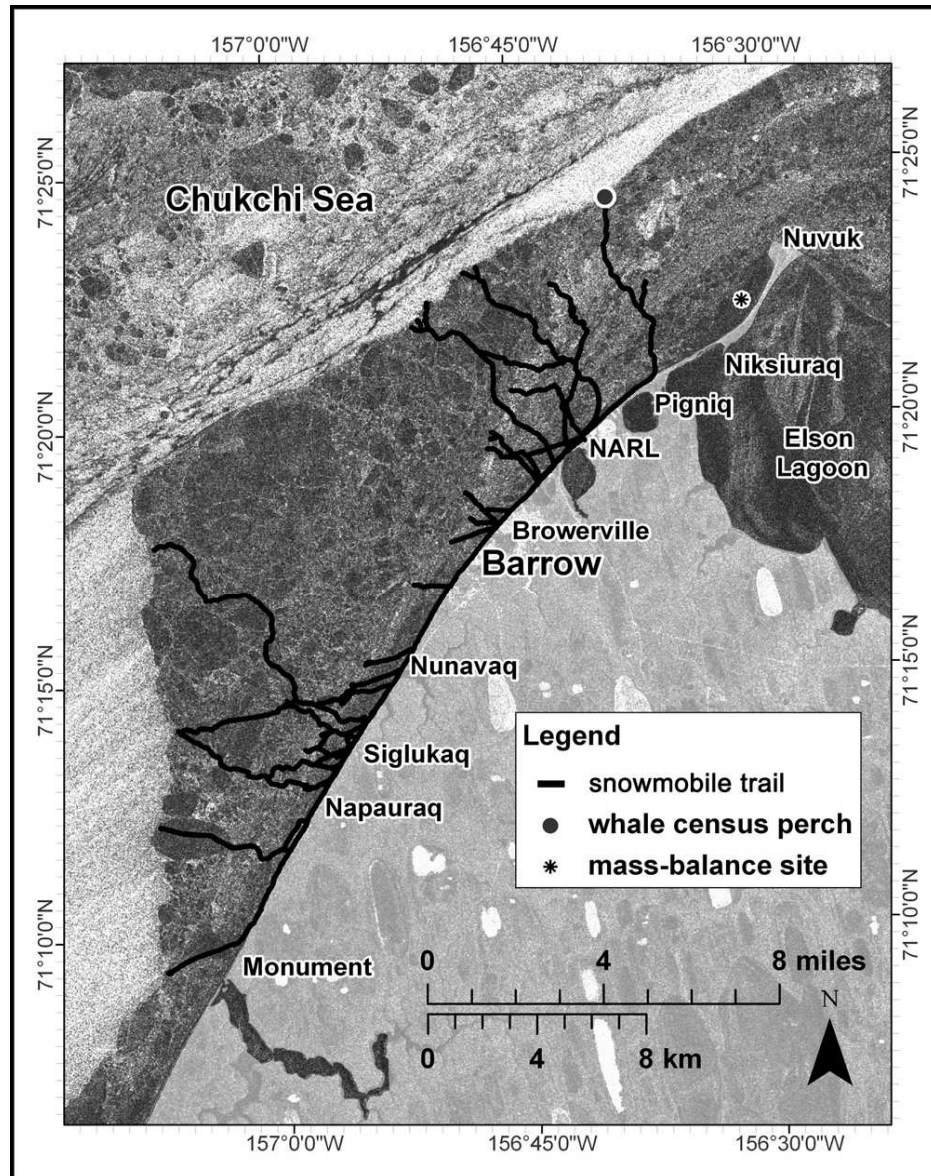 157°0'0"W
156°45'0"W
156°30'0"W
71°25'0"N
71°25'0"N
Chukchi Sea
Nuvuk
Niksiuraq
Pigniq
71°20'0"N
71°20'0"N
NARL
Elson
Lagoon
Browerville
Barrow
71°15'0"N
71°15'0"N
Nunavaq
Siglukaq
Napauraq
Legend
snowmobile trail
whale census perch
mass-balance site
71°10'0"N
71°10'0"N
Monument
0 4 8 miles
N
0 4 8 km
157°0'0"W
156°45'0"W
156°30'0"W